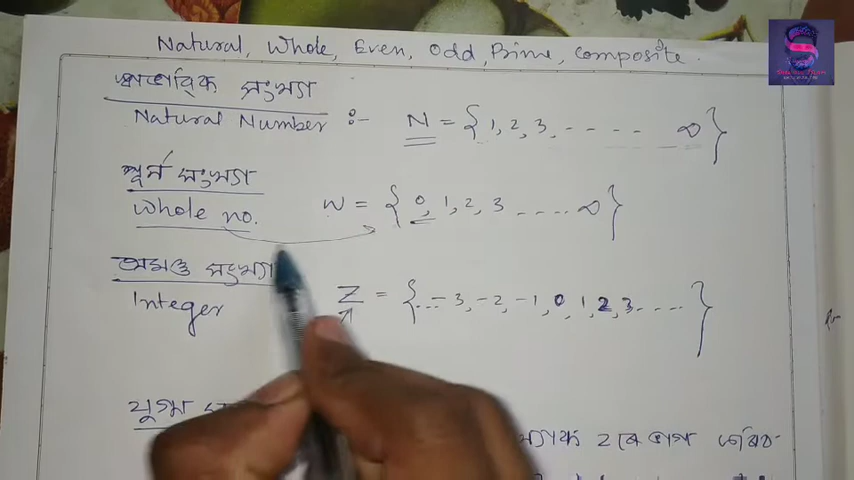 Natural, Whole, Even, Odd, Prime, Composite.
স্বাভাবিক সংখ্যা
Natural Number :- N = {1, 2, 3, - - - - - ∞}
পূৰ্ণ সংখ্যা
Whole no. W = {0, 1, 2, 3 - - - - ∞}
অখণ্ড সংখ্যা
Integer Z = {... -3, -2, -1, 0, 1, 2, 3 - - - -}
যুগ্ম